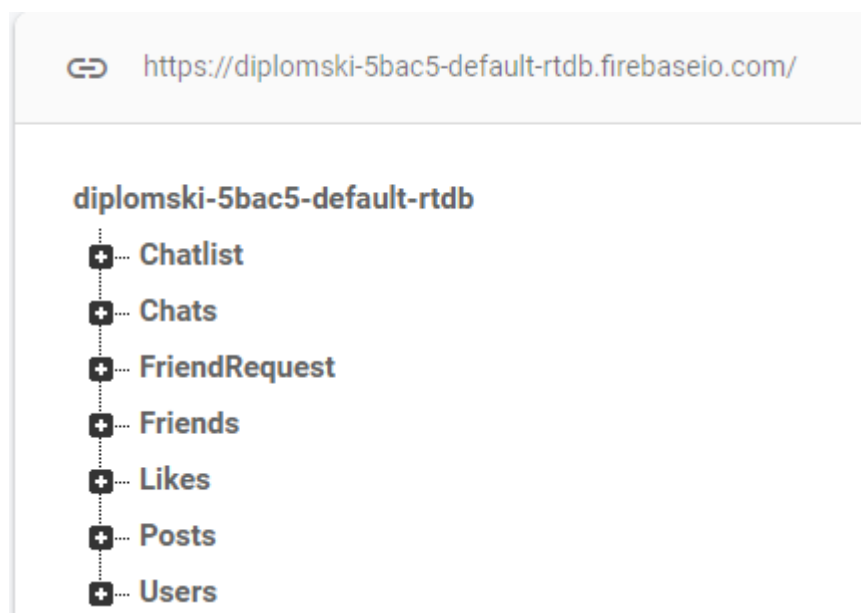 https://diplomski-5bac5-default-rtdb.firebaseio.com/
diplomski-5bac5-default-rtdb
Chatlist
Chats
FriendRequest
Friends
Likes
Posts
Users